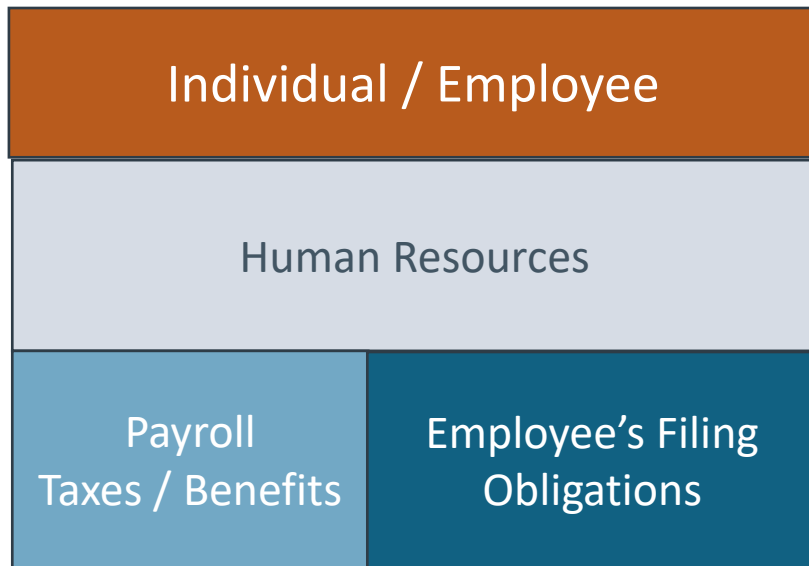 Individual / Employee
Human Resources
Payroll
Taxes / Benefits
Employee’s Filing
Obligations